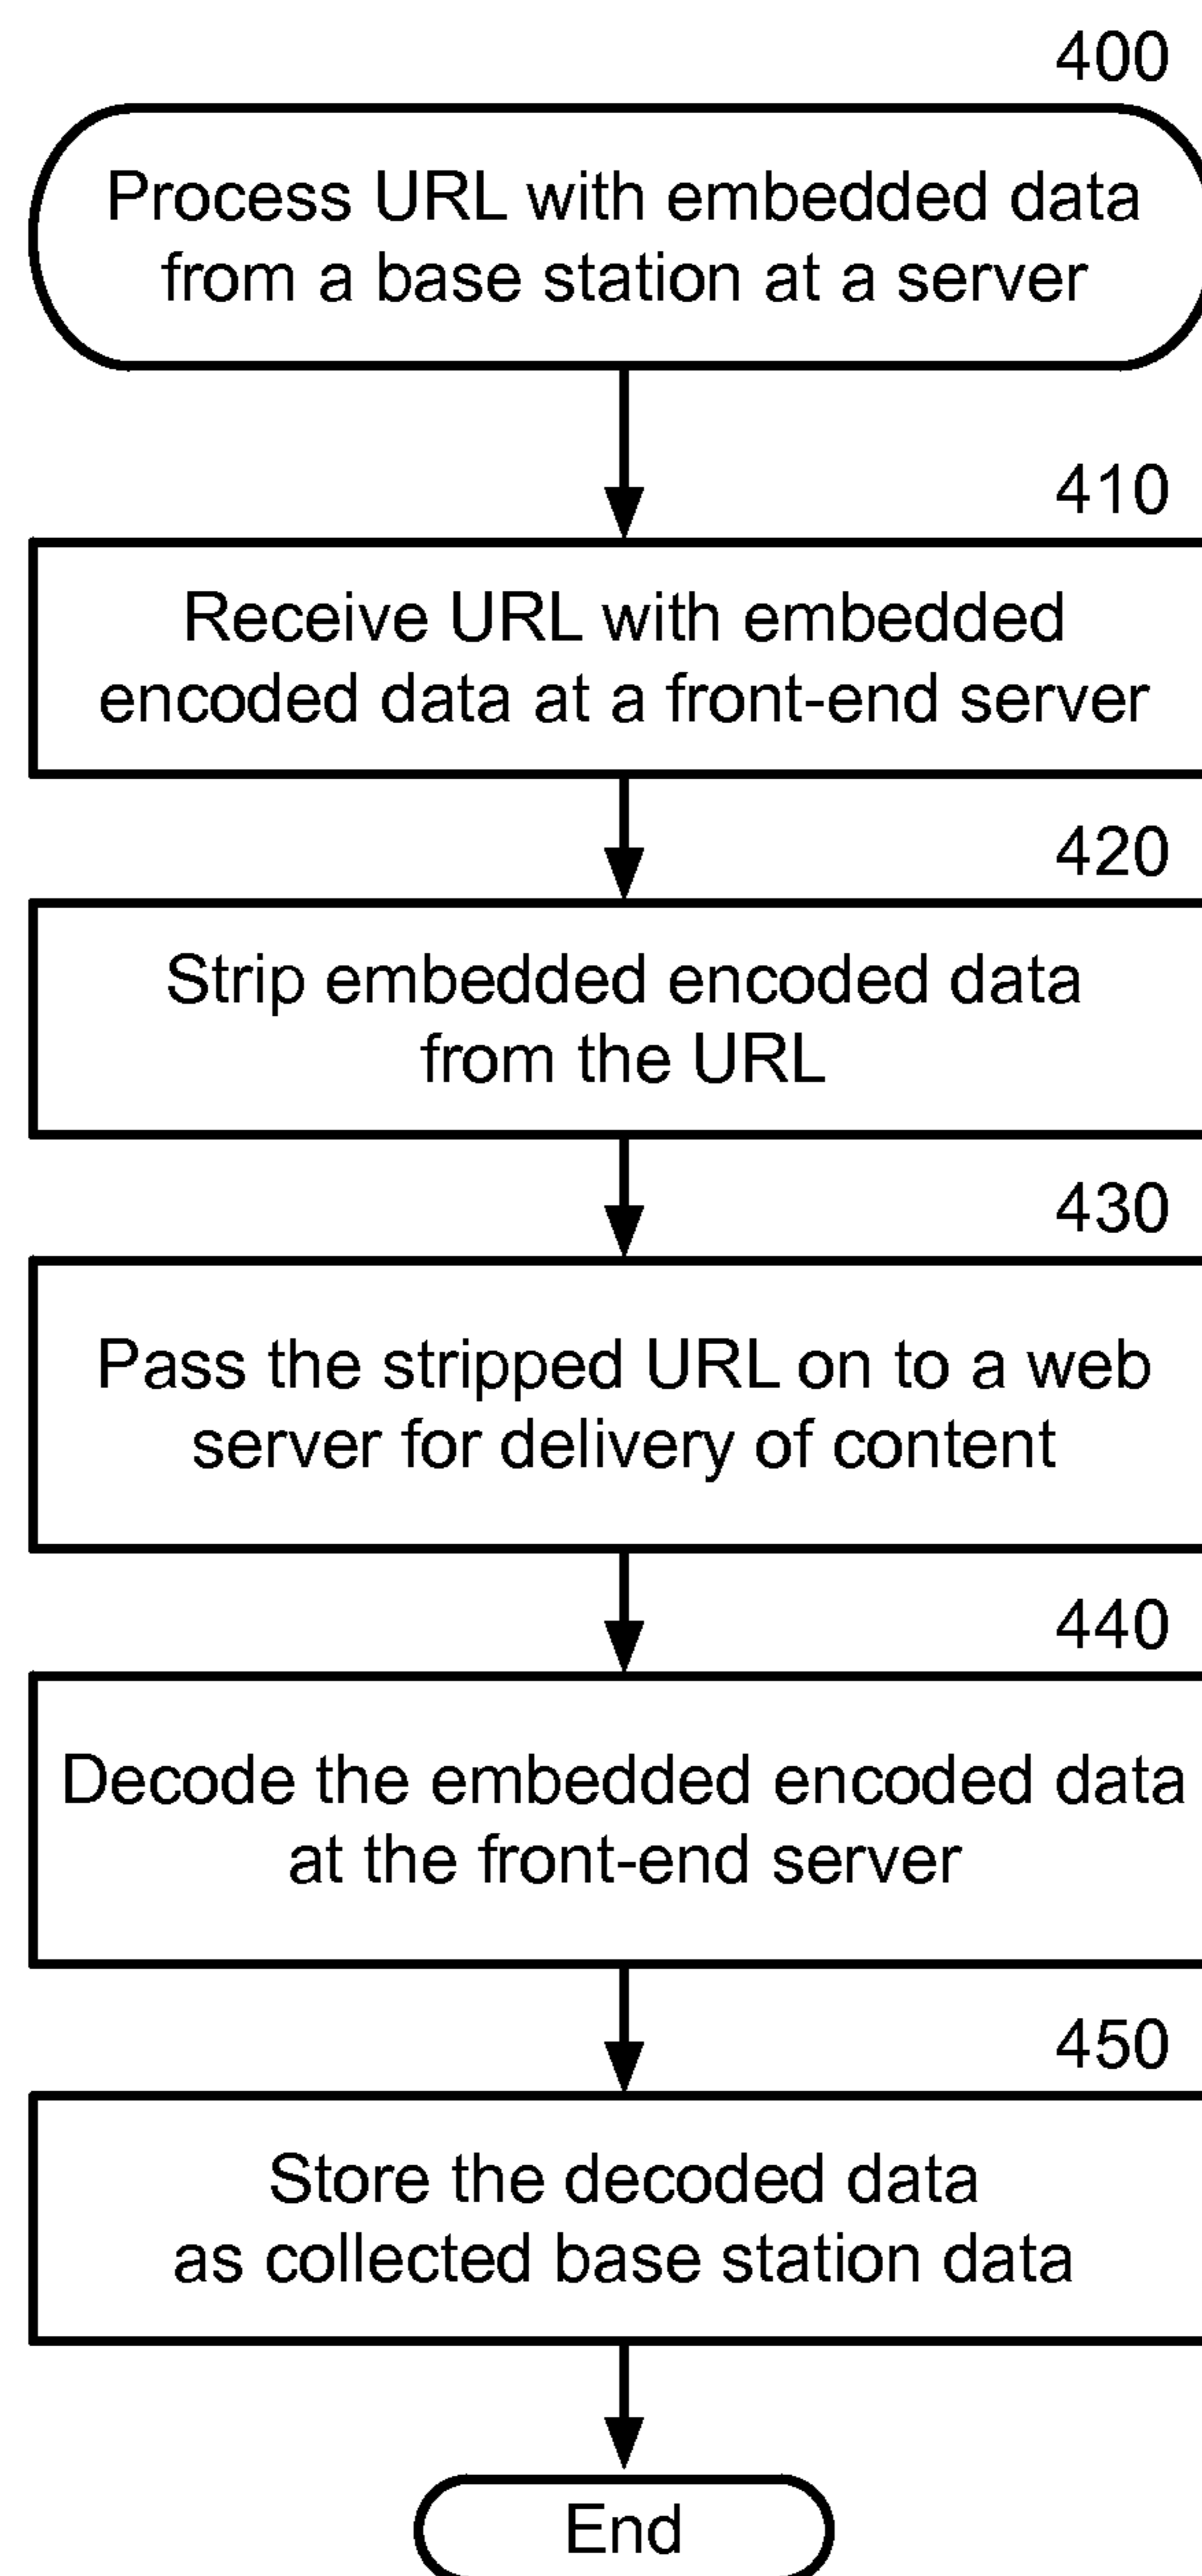 400
Process URL with embedded data
from a base station at a server
410
Receive URL with embedded
encoded data at a front-end server
420
Strip embedded encoded data
from the URL
430
Pass the stripped URL on to a web
server for delivery of content
440
Decode the embedded encoded data
at the front-end server
450
Store the decoded data
as collected base station data
End